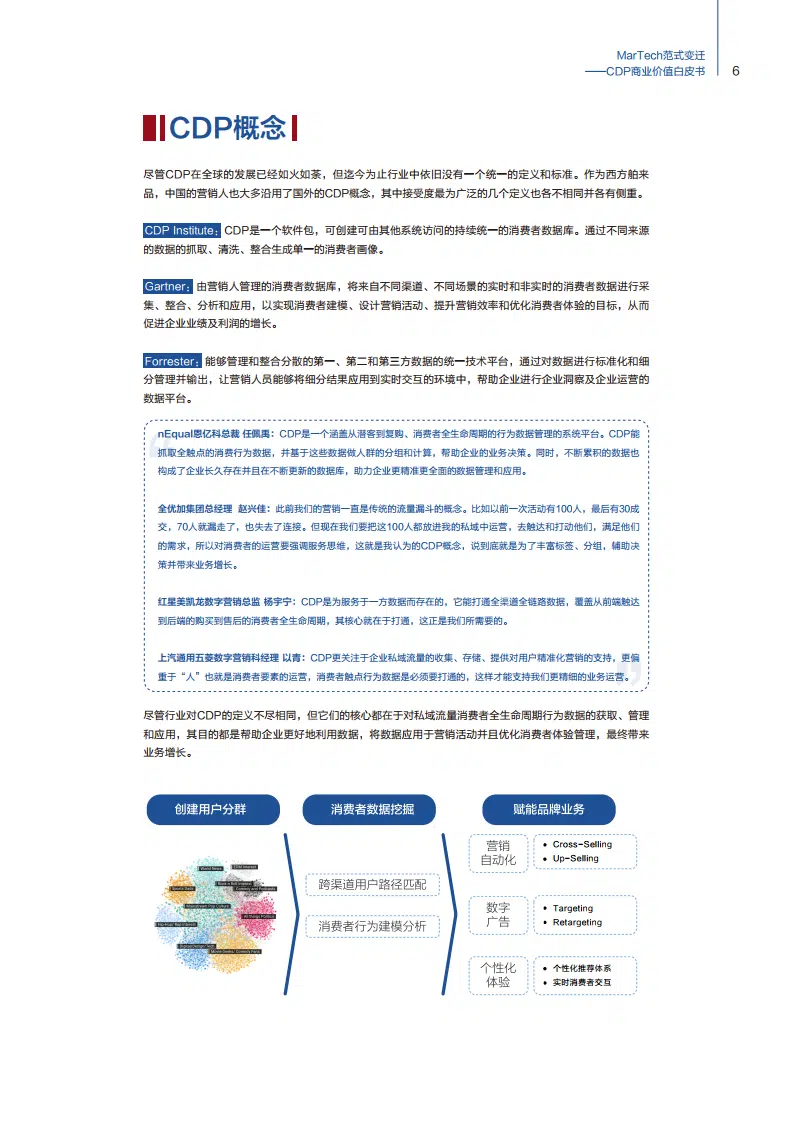 MarTech范式变迁
——CDP商业价值白皮书
6
CDP概念
尽管CDP在全球的发展已经如火如荼，但迄今为止行业中依旧没有一个统一的定义和标准。作为西方舶来
品，中国的营销人也大多沿用了国外的CDP概念，其中接受度最为广泛的几个定义也各不相同并各有侧重。
CDP Institute：CDP是一个软件包，可创建可由其他系统访问的持续统一的消费者数据库。通过不同来源
的数据的抓取、清洗、整合生成单一的消费者画像。
Gartner：由营销人管理的消费者数据库，将来自不同渠道、不同场景的实时和非实时的消费者数据进行采
集、整合、分析和应用，以实现消费者建模、设计营销活动、提升营销效率和优化消费者体验的目标，从而
促进企业业绩及利润的增长。
Forrester：能够管理和整合分散的第一、第二和第三方数据的统一技术平台，通过对数据进行标准化和细
分管理并输出，让营销人员能够将细分结果应用到实时交互的环境中，帮助企业进行企业洞察及企业运营的
数据平台。
nEqual恩亿科总裁 任佩禹：CDP是一个涵盖从潜客到复购、消费者全生命周期的行为数据管理的系统平台。CDP能
抓取全触点的消费行为数据，并基于这些数据做人群的分组和计算，帮助企业的业务决策。同时，不断累积的数据也
构成了企业长久存在并且在不断更新的数据库，助力企业更精准更全面的数据管理和应用。
全优加集团总经理 赵兴佳：此前我们的营销一直是传统的流量漏斗的概念。比如以前一次活动有100人，最后有30成
交，70人就漏走了，也失去了连接。但现在我们要把这100人都放进我的私域中运营，去触达和打动他们，满足他们
的需求，所以对消费者的运营要强调服务思维，这就是我认为的CDP概念，说到底就是为了丰富标签、分组，辅助决
策并带来业务增长。
红星美凯龙数字营销总监 杨宇宁：CDP是为服务于一方数据而存在的，它能打通全渠道全链路数据，覆盖从前端触达
到后端的购买到售后的消费者全生命周期，其核心就在于打通，这正是我们所需要的。
上汽通用五菱数字营销科经理 以青：CDP更关注于企业私域流量的收集、存储、提供对用户精准化营销的支持，更偏
重于“人”也就是消费者要素的运营，消费者触点行为数据是必须要打通的，这样才能支持我们更精细的业务运营。
尽管行业对CDP的定义不尽相同，但它们的核心都在于对私域流量消费者全生命周期行为数据的获取、管理
和应用，其目的都是帮助企业更好地利用数据，将数据应用于营销活动并且优化消费者体验管理，最终带来
业务增长。
创建用户分群
消费者数据挖掘
赋能品牌业务
World News
Mainstream Pop Culture
All things Politics
跨渠道用户路径匹配
消费者行为建模分析
营销
自动化
• Cross-Selling
• Up-Selling
数字
广告
• Targeting
• Retargeting
个性化
体验
• 个性化推荐体系
• 实时消费者交互